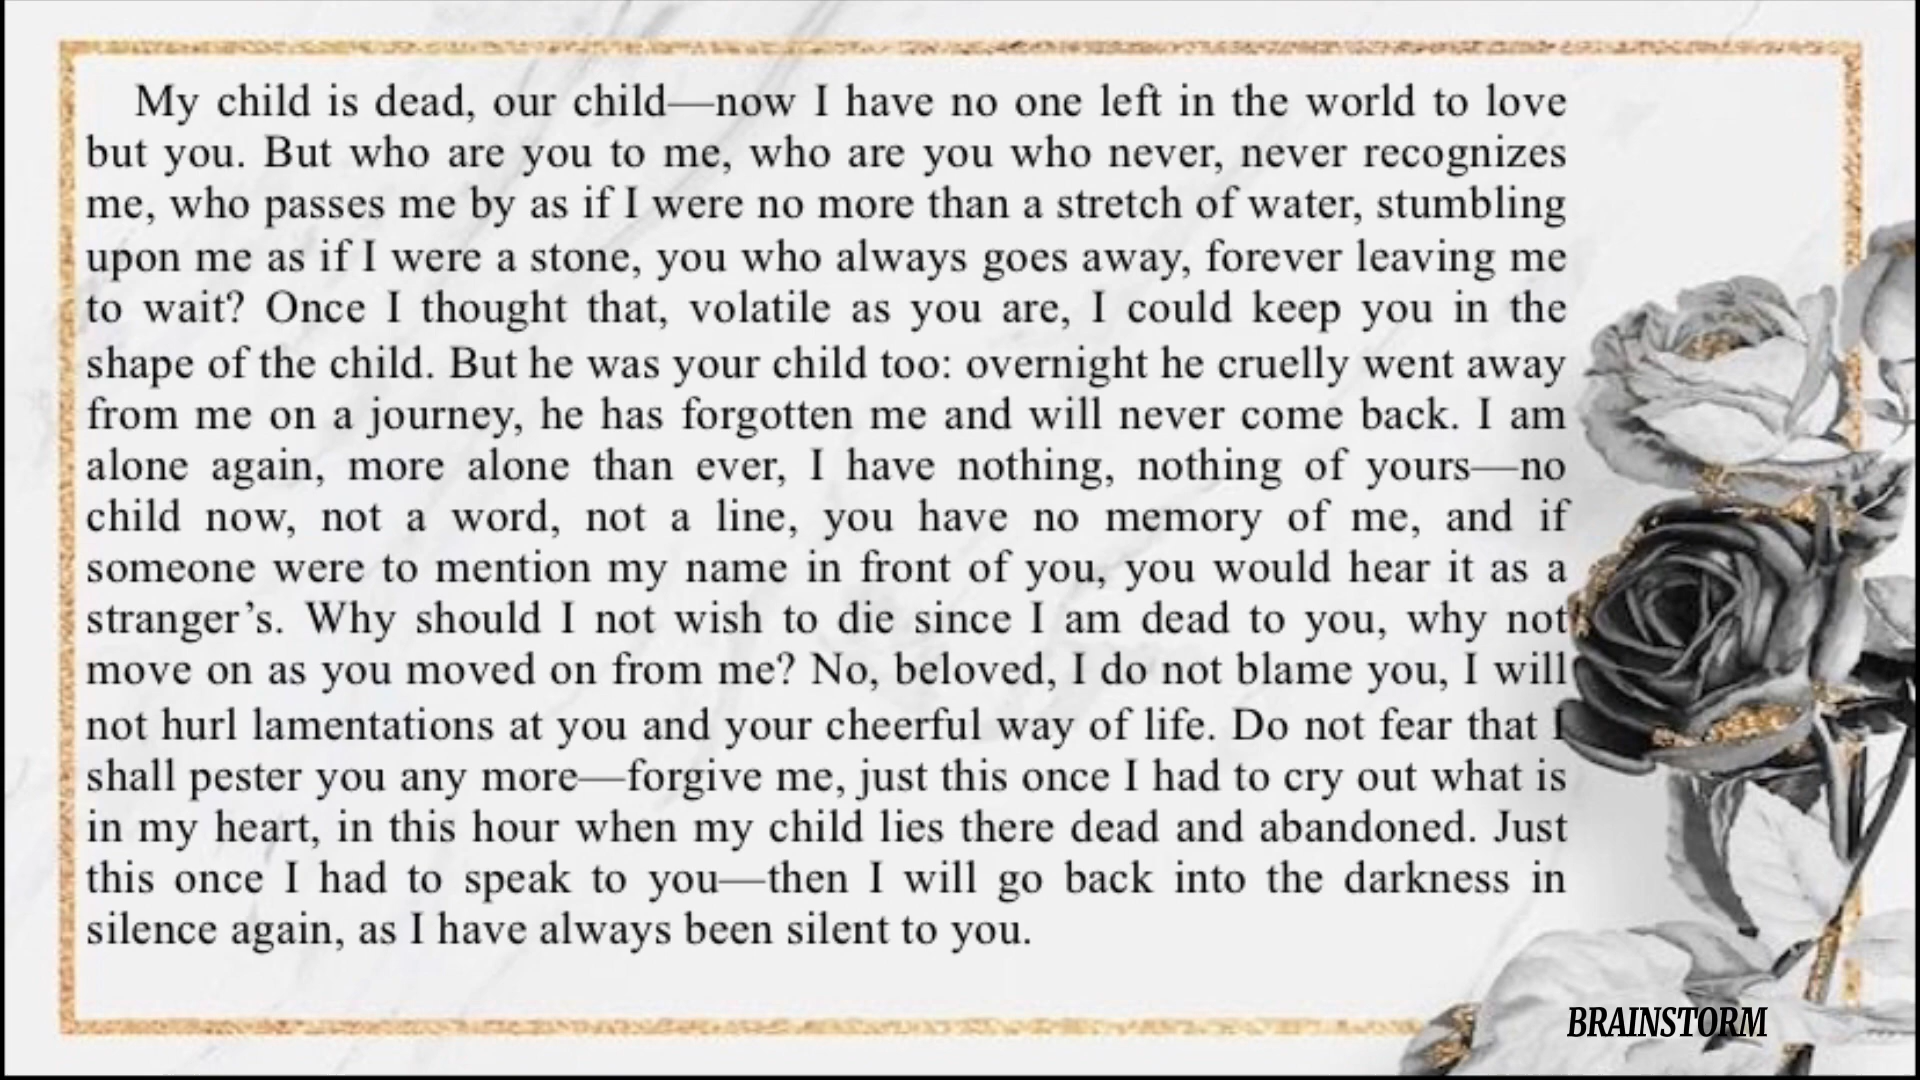 My child is dead, our child—now I have no one left in the world to love
but you. But who are you to me, who are you who never, never recognizes
me, who passes me by as if I were no more than a stretch of water, stumbling
upon me as if I were a stone, you who always goes away, forever leaving me
to wait? Once I thought that, volatile as you are, I could keep you in the
shape of the child. But he was your child too: overnight he cruelly went away
from me on a journey, he has forgotten me and will never come back. I am
alone again, more alone than ever, I have nothing, nothing of yours—no
child now, not a word, not a line, you have no memory of me, and if
someone were to mention my name in front of you, you would hear it as a
stranger’s. Why should I not wish to die since I am dead to you, why not
move on as you moved on from me? No, beloved, I do not blame you, I will
not hurl lamentations at you and your cheerful way of life. Do not fear that I
shall pester you any more—forgive me, just this once I had to cry out what is
in my heart, in this hour when my child lies there dead and abandoned. Just
this once I had to speak to you—then I will go back into the darkness in
silence again, as I have always been silent to you.
BRAINSTORM